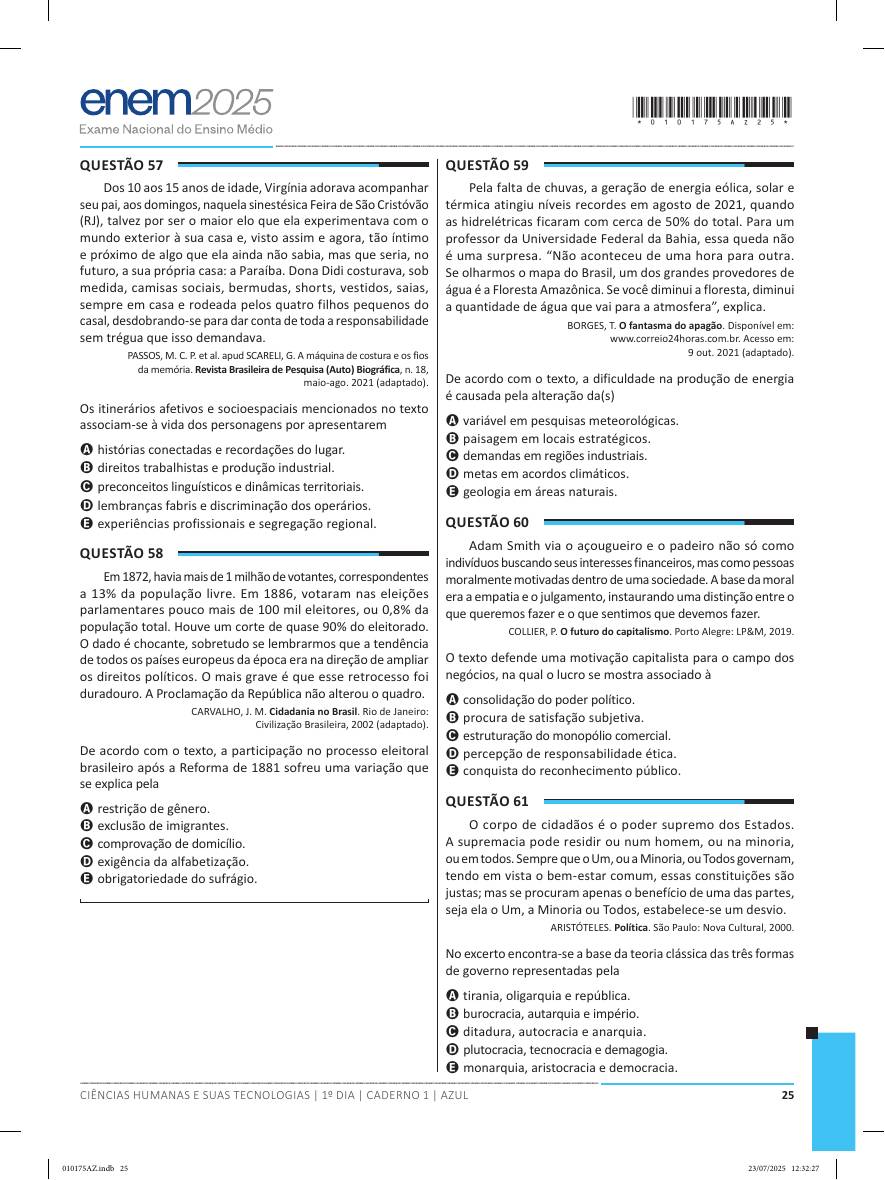 enem2025
Exame Nacional do Ensino Médio
*010175AZ25*
QUESTÃO 57
Dos 10 aos 15 anos de idade, Virgínia adorava acompanhar
seu pai, aos domingos, naquela sinestésica Feira de São Cristóvão
(RJ), talvez por ser o maior elo que ela experimentava com o
mundo exterior à sua casa e, visto assim e agora, tão íntimo
e próximo de algo que ela ainda não sabia, mas que seria, no
futuro, a sua própria casa: a Paraíba. Dona Didi costurava, sob
medida, camisas sociais, bermudas, shorts, vestidos, saias,
sempre em casa e rodeada pelos quatro filhos pequenos do
casal, desdobrando-se para dar conta de toda a responsabilidade
sem trégua que isso demandava.
PASSOS, M. C. P. et al. apud SCARELI, G. A máquina de costura e os fios
da memória. Revista Brasileira de Pesquisa (Auto) Biográfica, n. 18,
maio-ago. 2021 (adaptado).
Os itinerários afetivos e socioespaciais mencionados no texto
associam-se à vida dos personagens por apresentarem
A histórias conectadas e recordações do lugar.
B direitos trabalhistas e produção industrial.
C preconceitos linguísticos e dinâmicas territoriais.
D lembranças fabris e discriminação dos operários.
E experiências profissionais e segregação regional.
QUESTÃO 58
Em 1872, havia mais de 1 milhão de votantes, correspondentes
a 13% da população livre. Em 1886, votaram nas eleições
parlamentares pouco mais de 100 mil eleitores, ou 0,8% da
população total. Houve um corte de quase 90% do eleitorado.
O dado é chocante, sobretudo se lembrarmos que a tendência
de todos os países europeus da época era na direção de ampliar
os direitos políticos. O mais grave é que esse retrocesso foi
duradouro. A Proclamação da República não alterou o quadro.
CARVALHO, J. M. Cidadania no Brasil. Rio de Janeiro:
Civilização Brasileira, 2002 (adaptado).
De acordo com o texto, a participação no processo eleitoral
brasileiro após a Reforma de 1881 sofreu uma variação que
se explica pela
A restrição de gênero.
B exclusão de imigrantes.
C comprovação de domicílio.
D exigência da alfabetização.
E obrigatoriedade do sufrágio.
QUESTÃO 59
Pela falta de chuvas, a geração de energia eólica, solar e
térmica atingiu níveis recordes em agosto de 2021, quando
as hidrelétricas ficaram com cerca de 50% do total. Para um
professor da Universidade Federal da Bahia, essa queda não
é uma surpresa. “Não aconteceu de uma hora para outra.
Se olharmos o mapa do Brasil, um dos grandes provedores de
água é a Floresta Amazônica. Se você diminui a floresta, diminui
a quantidade de água que vai para a atmosfera”, explica.
BORGES, T. O fantasma do apagão. Disponível em:
www.correio24horas.com.br. Acesso em:
9 out. 2021 (adaptado).
De acordo com o texto, a dificuldade na produção de energia
é causada pela alteração da(s)
A variável em pesquisas meteorológicas.
B paisagem em locais estratégicos.
C demandas em regiões industriais.
D metas em acordos climáticos.
E geologia em áreas naturais.
QUESTÃO 60
Adam Smith via o açougueiro e o padeiro não só como
indivíduos buscando seus interesses financeiros, mas como pessoas
moralmente motivadas dentro de uma sociedade. A base da moral
era a empatia e o julgamento, instaurando uma distinção entre o
que queremos fazer e o que sentimos que devemos fazer.
COLLIER, P. O futuro do capitalismo. Porto Alegre: LP&M, 2019.
O texto defende uma motivação capitalista para o campo dos
negócios, na qual o lucro se mostra associado à
A consolidação do poder político.
B procura de satisfação subjetiva.
C estruturação do monopólio comercial.
D percepção de responsabilidade ética.
E conquista do reconhecimento público.
QUESTÃO 61
O corpo de cidadãos é o poder supremo dos Estados.
A supremacia pode residir ou num homem, ou na minoria,
ou em todos. Sempre que o Um, ou a Minoria, ou Todos governam,
tendo em vista o bem-estar comum, essas constituições são
justas; mas se procuram apenas o benefício de uma das partes,
seja ela o Um, a Minoria ou Todos, estabelece-se um desvio.
ARISTÓTELES. Política. São Paulo: Nova Cultural, 2000.
No excerto encontra-se a base da teoria clássica das três formas
de governo representadas pela
A tirania, oligarquia e república.
B burocracia, autarquia e império.
C ditadura, autocracia e anarquia.
D plutocracia, tecnocracia e demagogia.
E monarquia, aristocracia e democracia.
CIÊNCIAS HUMANAS E SUAS TECNOLOGIAS | 1º DIA | CADERNO 1 | AZUL
25
010175AZ.indb 25
23/07/2025 12:32:27